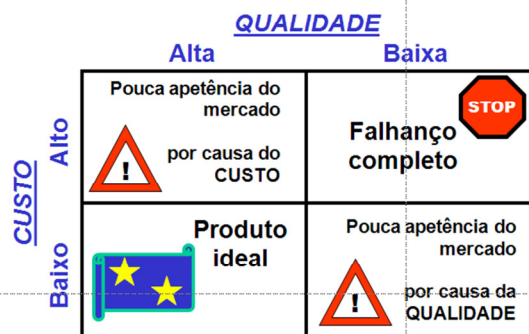 QUALIDADE
Alta
Baixa
CUSTO
Alto
Pouca apetência do
mercado
!
por causa do
CUSTO
Falhanço
completo
STOP
Baixo
Produto
ideal
Pouca apetência do
mercado
!
por causa da
QUALIDADE